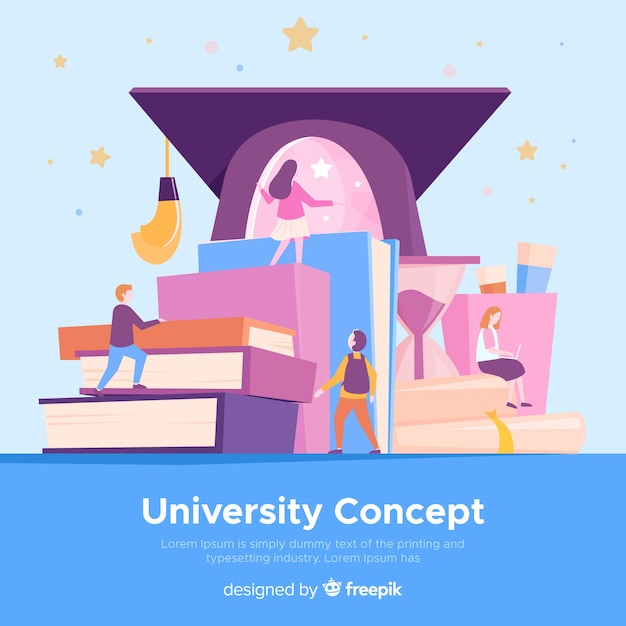 University Concept
Lorem Ipsum is simply dummy text of the printing and
typesetting industry. Lorem Ipsum has
designed by freepik